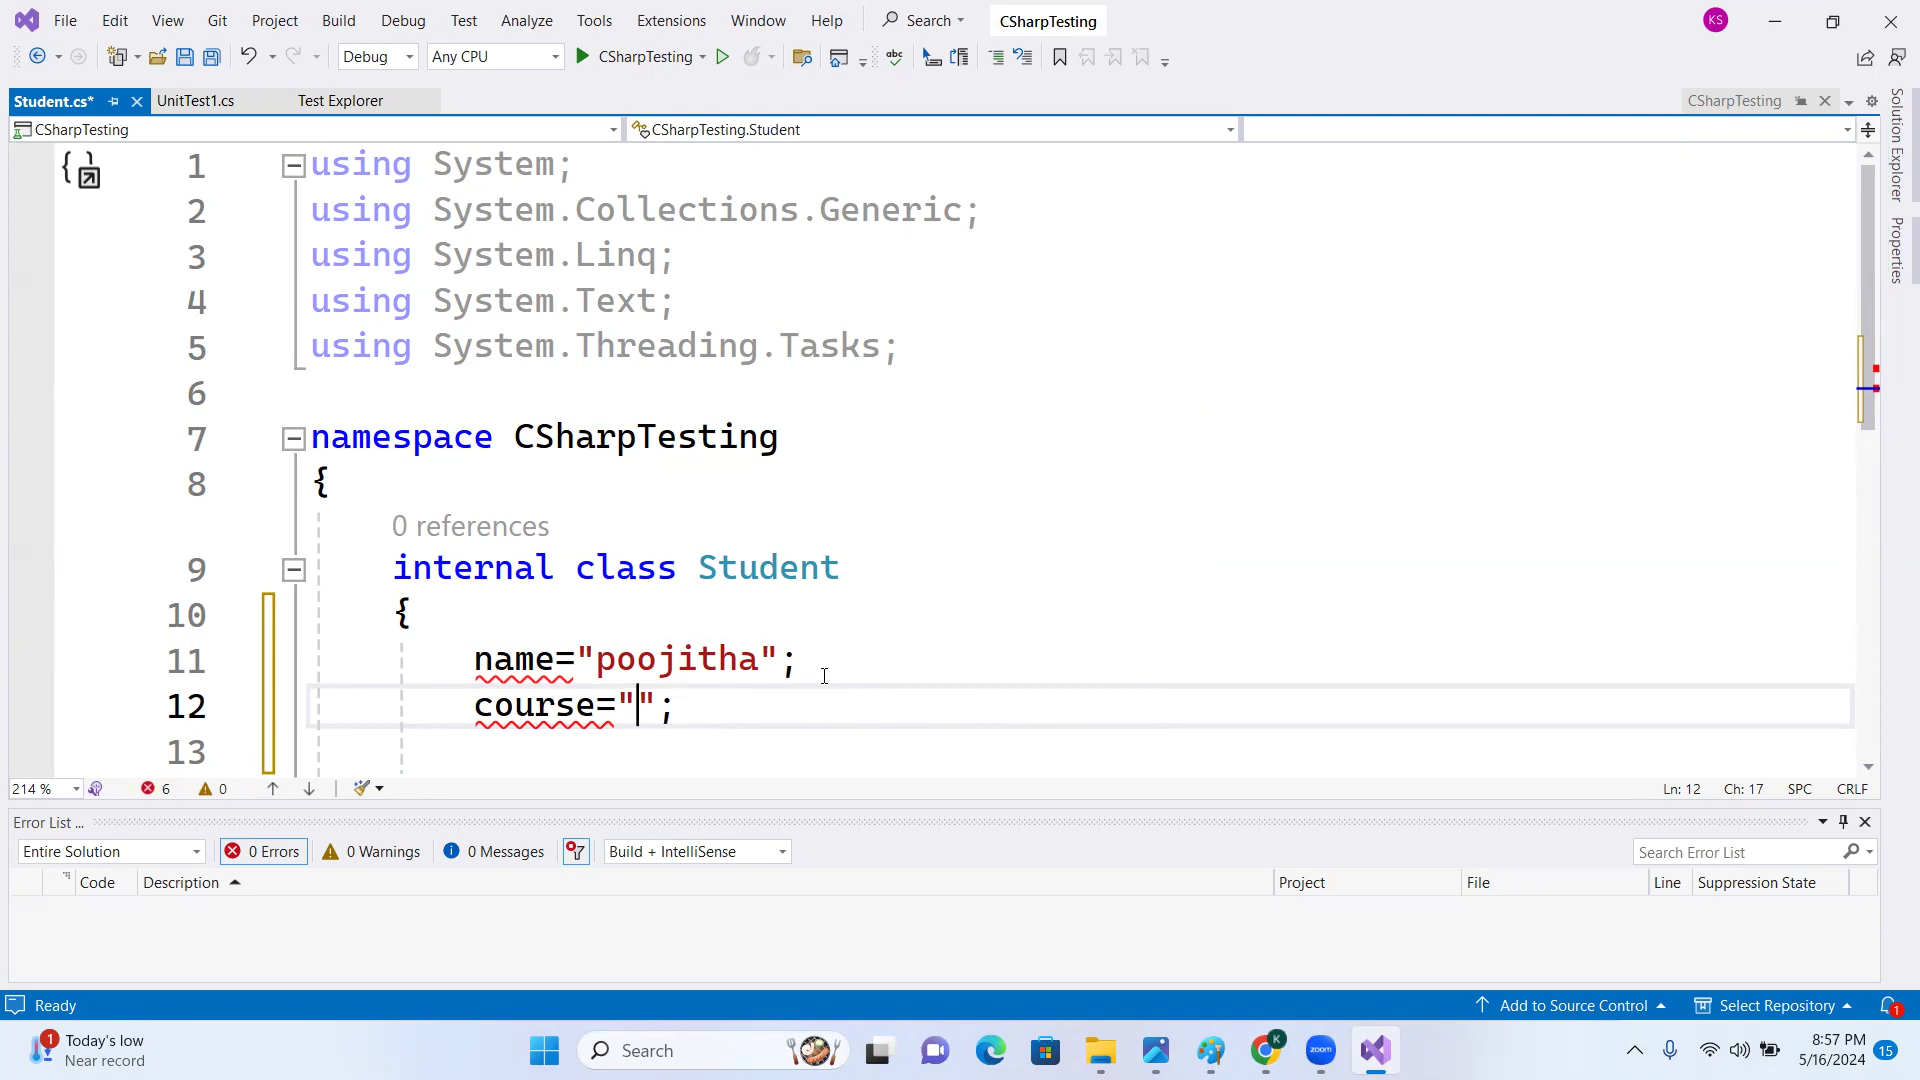 File Edit View Git Project Build Debug Test Analyze Tools Extensions Window Help Search CSharpTesting KS
Debug Any CPU CSharpTesting abc
Student.cs* UnitTest1.cs Test Explorer CSharpTesting
CSharpTesting CSharpTesting.Student
Solution Explorer
Properties
1 using System;
2 using System.Collections.Generic;
3 using System.Linq;
4 using System.Text;
5 using System.Threading.Tasks;
6
7 namespace CSharpTesting
8 {
0 references
9 internal class Student
10 {
11 name="poojitha";
12 course="";
13
214 % 6 0 Ln: 12 Ch: 17 SPC CRLF
Error List ...
Entire Solution 0 Errors 0 Warnings 0 Messages Build + IntelliSense Search Error List
Code Description Project File Line Suppression State
Ready Add to Source Control Select Repository 1
1 Today's low
Near record
Search
K
zoom
8:57 PM
5/16/2024
15